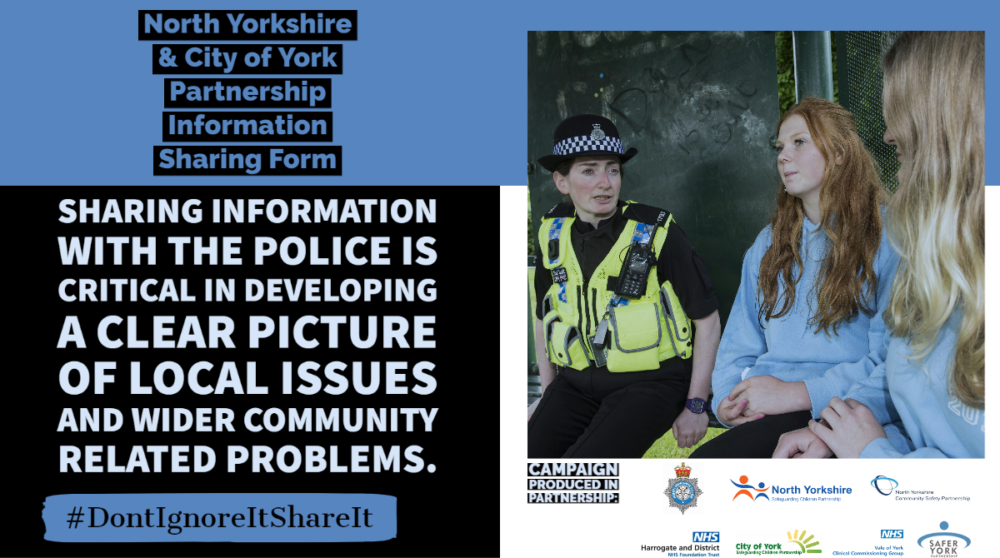 North Yorkshire
& City of York
Partnership
Information
Sharing Form
SHARING INFORMATION
WITH THE POLICE IS
CRITICAL IN DEVELOPING
A CLEAR PICTURE
OF LOCAL ISSUES
AND WIDER COMMUNITY
RELATED PROBLEMS.
#DontIgnoreItShareIt
CAMPAIGN
PRODUCED IN
PARTNERSHIP:
North Yorkshire
Safeguarding Children Partnership
North Yorkshire
Community Safety Partnership
NHS
Harrogate and District
NHS Foundation Trust
City of York
Safeguarding Children Partnership
NHS
Vale of York
Clinical Commissioning Group
SAFER
YORK
PARTNERSHIP